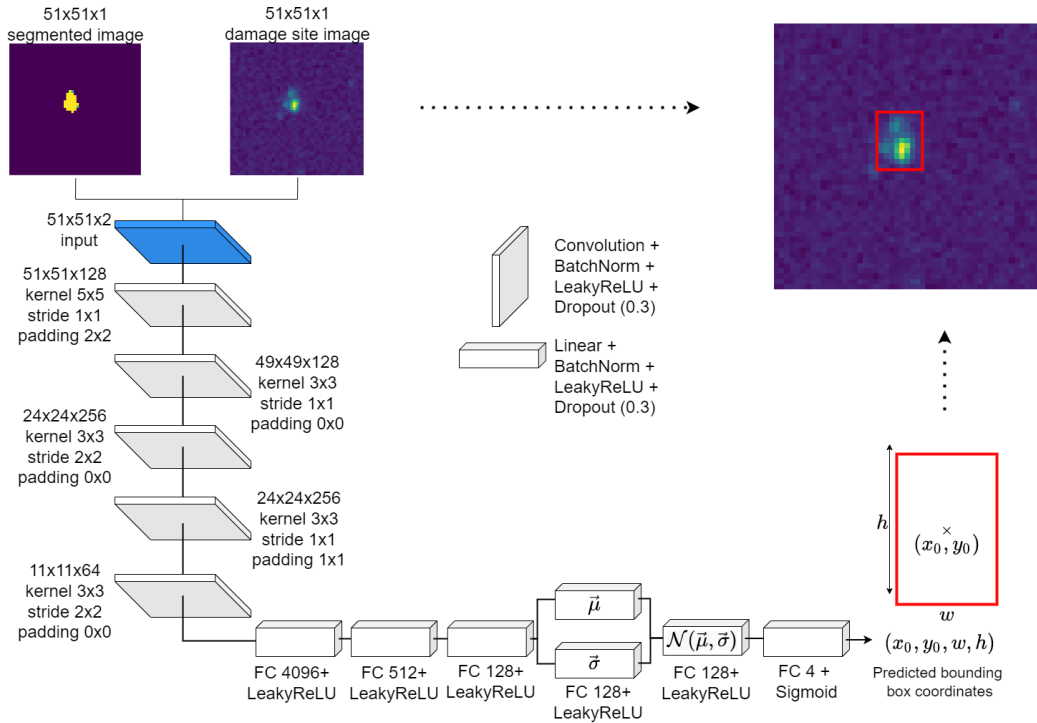 51x51x1
segmented image
51x51x1
damage site image
51x51x2
input
51x51x128
kernel 5x5
stride 1x1
padding 2x2
49x49x128
kernel 3x3
stride 1x1
padding 0x0
24x24x256
kernel 3x3
stride 2x2
padding 0x0
24x24x256
kernel 3x3
stride 1x1
padding 1x1
11x11x64
kernel 3x3
stride 2x2
padding 0x0
Convolution +
BatchNorm +
LeakyReLU +
Dropout (0.3)
Linear +
BatchNorm +
LeakyReLU +
Dropout (0.3)
FC 4096+
LeakyReLU
FC 512+
LeakyReLU
FC 128+
LeakyReLU
μ⃗
σ⃗
FC 128+
LeakyReLU
𝒩(μ⃗, σ⃗)
FC 128+
LeakyReLU
FC 4 +
Sigmoid
h
×
(x₀, y₀)
w
(x₀, y₀, w, h)
Predicted bounding
box coordinates